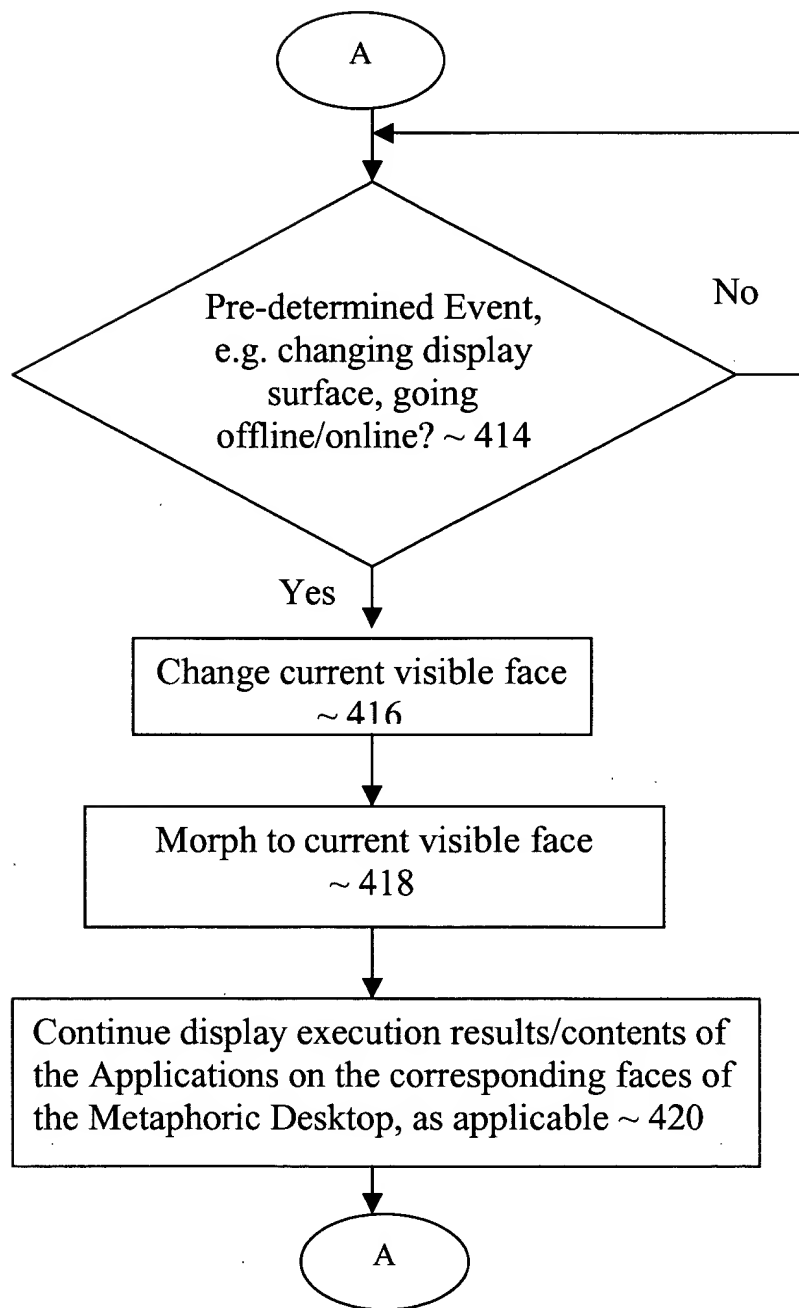 A
Pre-determined Event,
e.g. changing display
surface, going
offline/online? ~ 414
No
Yes
Change current visible face
~ 416
Morph to current visible face
~ 418
Continue display execution results/contents of
the Applications on the corresponding faces of
the Metaphoric Desktop, as applicable ~ 420
A